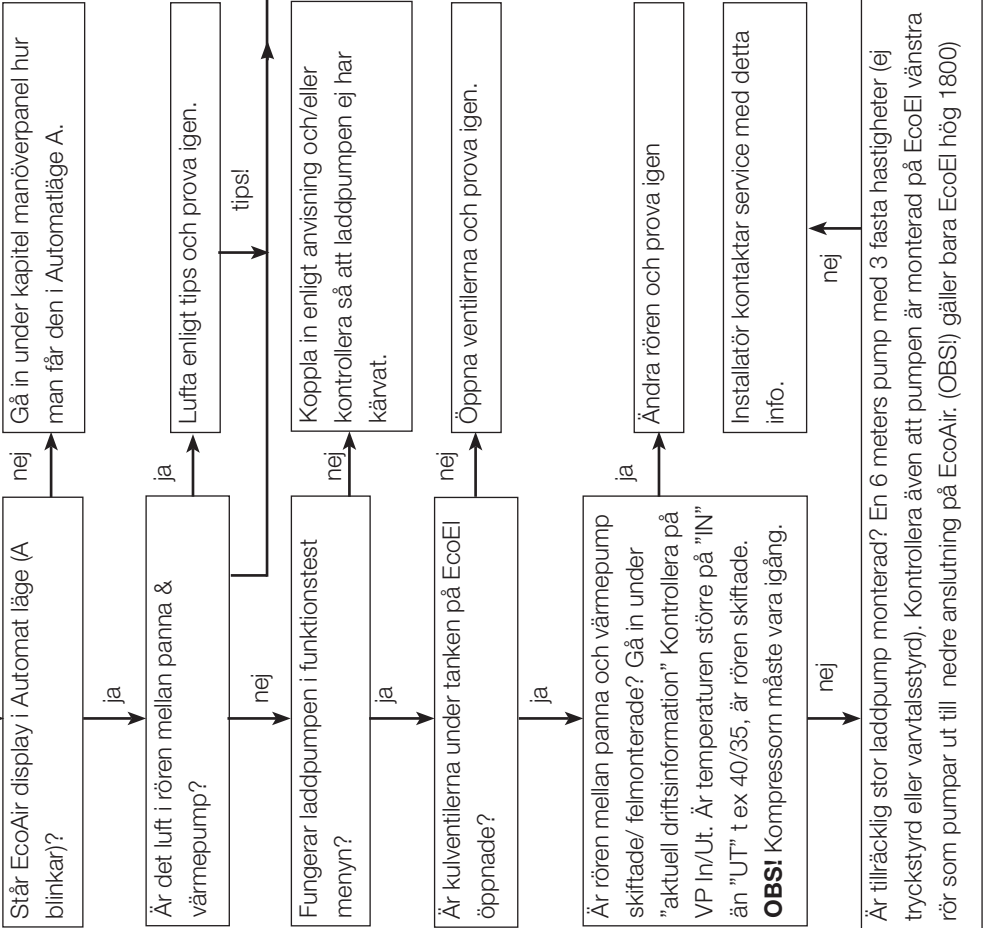 Står EcoAir display i Automat läge (A
blinkar)?
nej
Gå in under kapitel manöverpanel hur
man får den i Automatläge A.
ja
Är det luft i rören mellan panna &
värmepump?
ja
Lufta enligt tips och prova igen.
tips!
nej
Fungerar laddpumpen i funktionstest
menyn?
nej
Koppla in enligt anvisning och/eller
kontrollera så att laddpumpen ej har
kärvat.
ja
Är kulventilerna under tanken på EcoEl
öppnade?
nej
Öppna ventilerna och prova igen.
ja
Är rören mellan panna och värmepump
skiftade/ felmonterade? Gå in under
”aktuell driftsinformation” Kontrollera på
VP In/Ut. Är temperaturen större på ”IN”
än ”UT” t ex 40/35, är rören skiftade.
OBS! Kompressorn måste vara igång.
ja
Ändra rören och prova igen
nej
Installatör kontaktar service med detta
info.
nej
Är tillräcklig stor laddpump monterad? En 6 meters pump med 3 fasta hastigheter (ej
tryckstyrd eller varvtalsstyrd). Kontrollera även att pumpen är monterad på EcoEl vänstra
rör som pumpar ut till nedre anslutning på EcoAir. (OBS!) gäller bara EcoEl hög 1800)